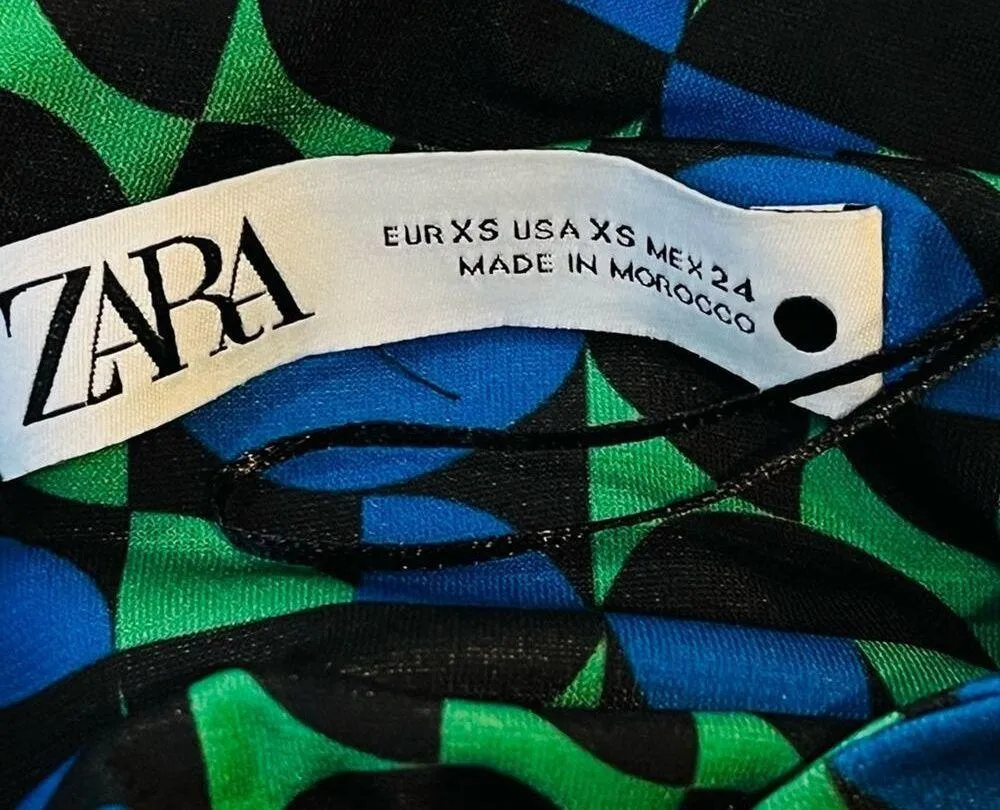 ZARA
EUR XS USA XS MEX 24
MADE IN MOROCCO